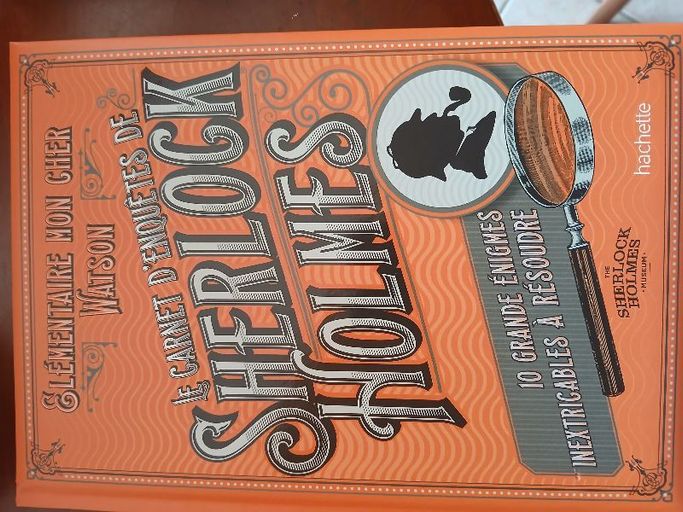 ÉLÉMENTAIRE MON CHER
WATSON
LE CARNET D'ENQUÊTES DE
SHERLOCK
HOLMES
10 GRANDE ÉNIGMES
INEXTRICABLES À RÉSOUDRE
THE
SHERLOCK
HOLMES
• MUSEUM •
hachette